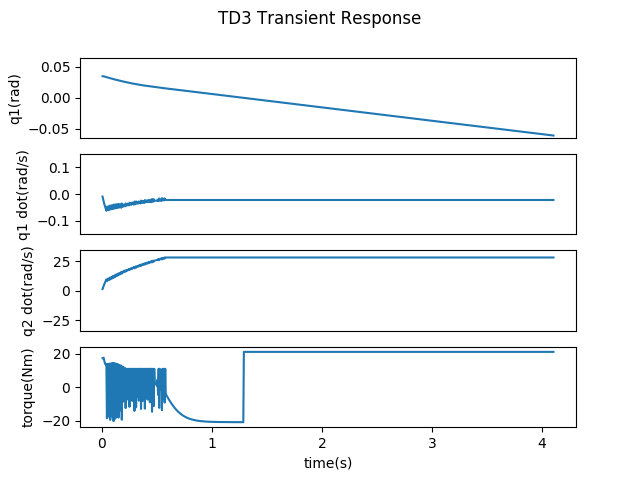 TD3 Transient Response
q1(rad)
0.05
0.00
−0.05
q1 dot(rad/s)
0.1
0.0
−0.1
q2 dot(rad/s)
25
0
−25
torque(Nm)
20
0
−20
0 1 2 3 4
time(s)